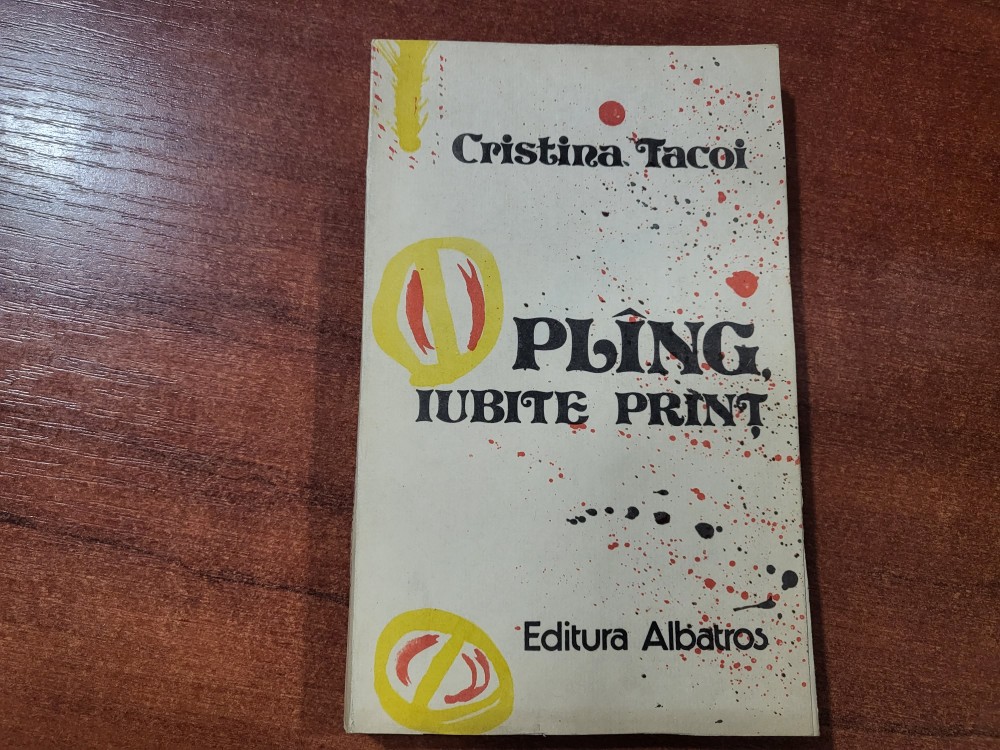 Cristina Tacoi
PLÎNG,
IUBITE PRINȚ
Editura Albatros